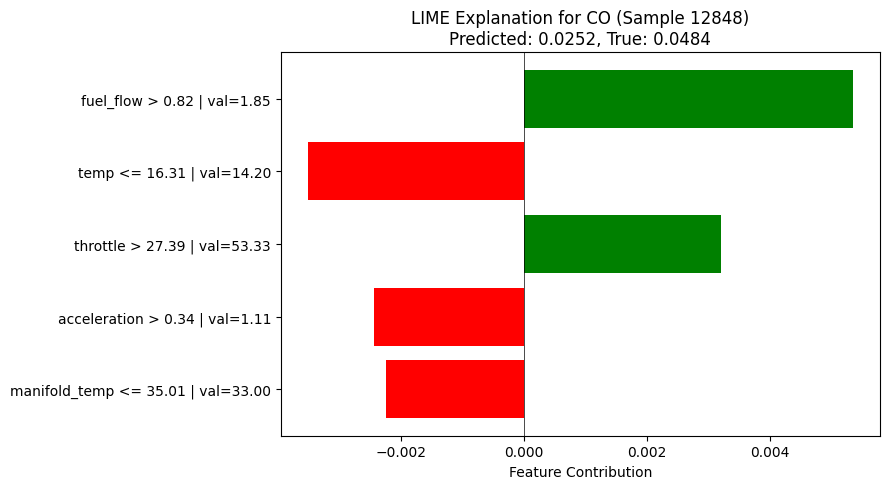 LIME Explanation for CO (Sample 12848)
Predicted: 0.0252, True: 0.0484
fuel_flow > 0.82 | val=1.85
temp <= 16.31 | val=14.20
throttle > 27.39 | val=53.33
acceleration > 0.34 | val=1.11
manifold_temp <= 35.01 | val=33.00
−0.002 0.000 0.002 0.004
Feature Contribution